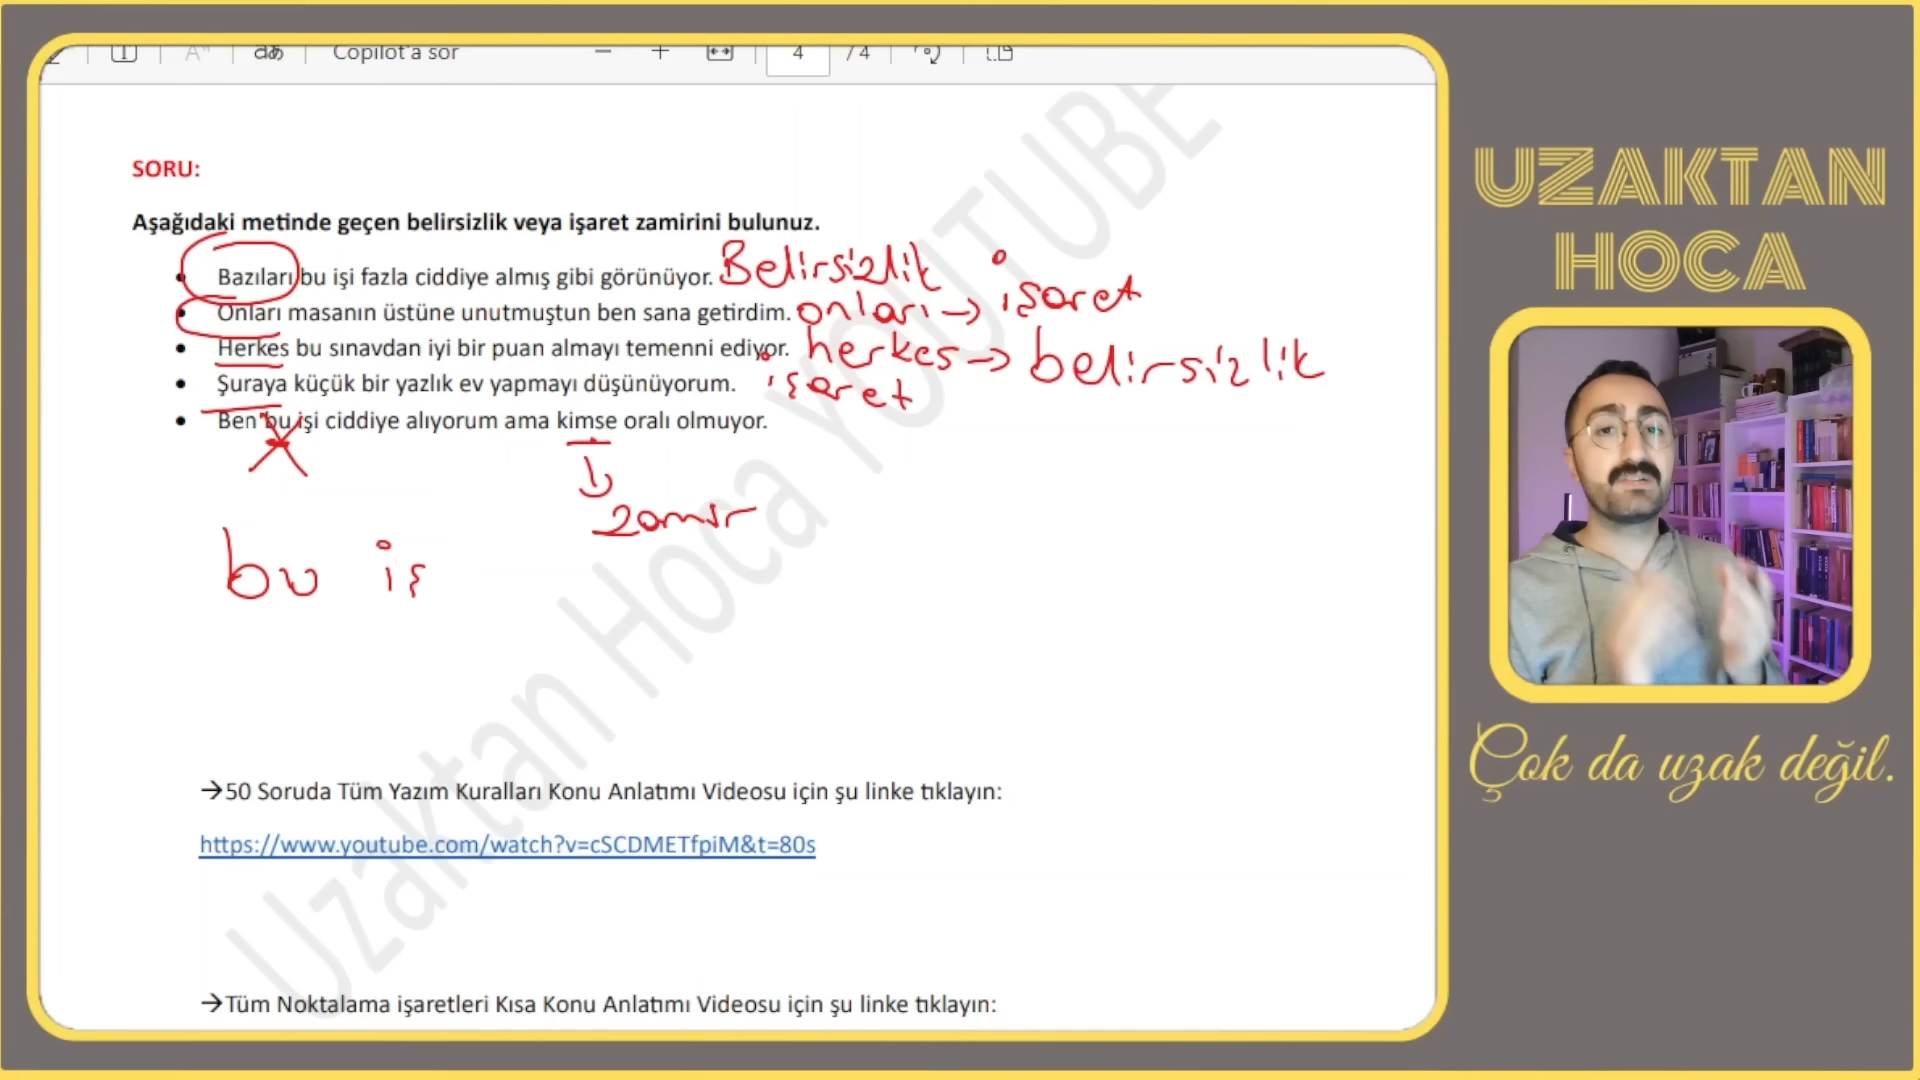 Copilot'a sor
4
/ 4
SORU:
Aşağıdaki metinde geçen belirsizlik veya işaret zamirini bulunuz.
• Bazıları bu işi fazla ciddiye almış gibi görünüyor. Belirsizlik
• Onları masanın üstüne unutmuştun ben sana getirdim. onları → işaret
• Herkes bu sınavdan iyi bir puan almayı temenni ediyor. herkes → belirsizlik
• Şuraya küçük bir yazlık ev yapmayı düşünüyorum. işaret
• Ben bu işi ciddiye alıyorum ama kimse oralı olmuyor.
zamir
bu iş
→50 Soruda Tüm Yazım Kuralları Konu Anlatımı Videosu için şu linke tıklayın:
https://www.youtube.com/watch?v=cSCDMETfpiM&t=80s
→Tüm Noktalama işaretleri Kısa Konu Anlatımı Videosu için şu linke tıklayın:
Uzaktan Hoca YOUTUBE
UZAKTAN
HOCA
Çok da uzak değil.